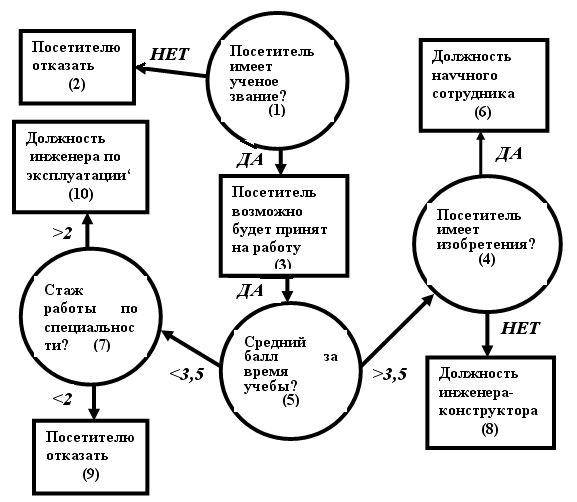 Посетителю
отказать
(2)
НЕТ
Посетитель
имеет
ученое
звание?
(1)
Должность
научного
сотрудника
(6)
Должность
инженера по
эксплуатации‘
(10)
ДА
ДА
Посетитель
возможно
будет принят
на работу
(3)
Посетитель
имеет
изобретения?
(4)
>2
Стаж
работы по
специальнос
ти? (7)
ДА
НЕТ
Средний
балл за
время
учебы?
(5)
<3,5
>3,5
Должность
инженера-
конструктора
(8)
<2
Посетителю
отказать
(9)